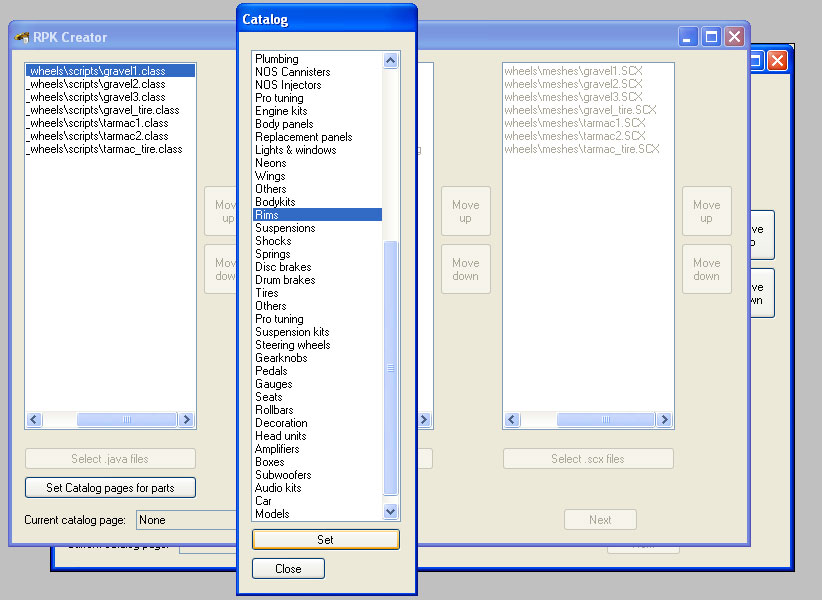 RPK Creator
_wheels\scripts\gravel1.class
_wheels\scripts\gravel2.class
_wheels\scripts\gravel3.class
_wheels\scripts\gravel_tire.class
_wheels\scripts\tarmac1.class
_wheels\scripts\tarmac2.class
_wheels\scripts\tarmac_tire.class
Select .java files
Set Catalog pages for parts
Current catalog page:
None
Catalog
Plumbing
NOS Cannisters
NOS Injectors
Pro tuning
Engine kits
Body panels
Replacement panels
Lights & windows
Neons
Wings
Others
Bodykits
Rims
Suspensions
Shocks
Springs
Disc brakes
Drum brakes
Tires
Others
Pro tuning
Suspension kits
Steering wheels
Gearknobs
Pedals
Gauges
Seats
Rollbars
Decoration
Head units
Amplifiers
Boxes
Subwoofers
Audio kits
Car
Models
Set
Close
Move
up
Move
down
wheels\meshes\gravel1.SCX
wheels\meshes\gravel2.SCX
wheels\meshes\gravel3.SCX
wheels\meshes\gravel_tire.SCX
wheels\meshes\tarmac1.SCX
wheels\meshes\tarmac2.SCX
wheels\meshes\tarmac_tire.SCX
Select .scx files
Move
up
Move
down
Next